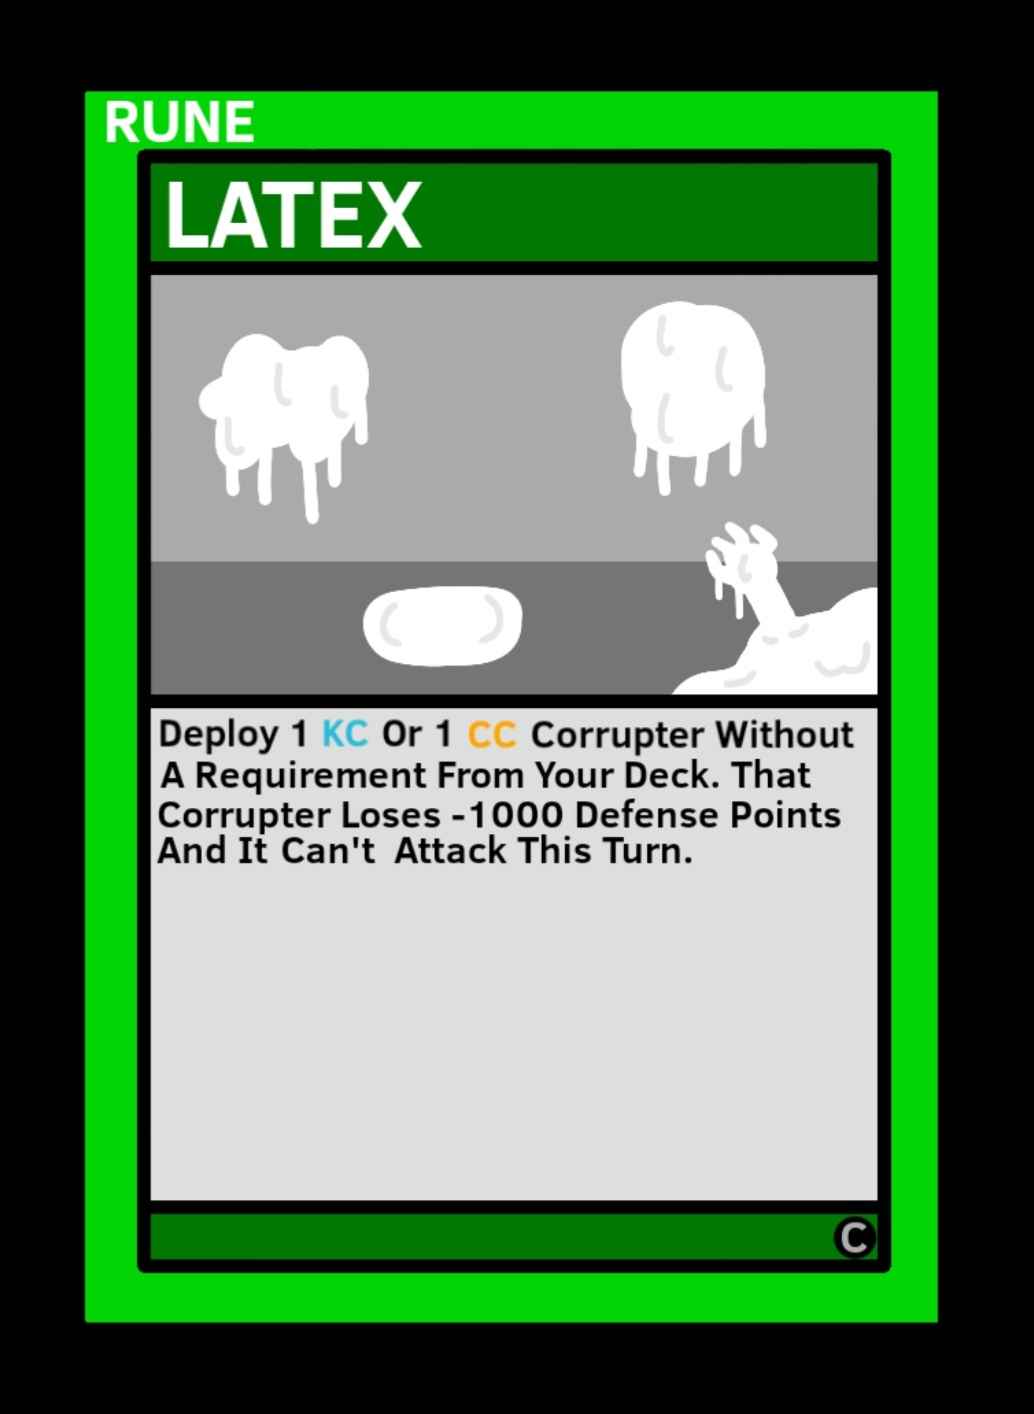 RUNE
LATEX
Deploy 1 KC Or 1 CC Corrupter Without
A Requirement From Your Deck. That
Corrupter Loses -1000 Defense Points
And It Can't Attack This Turn.
C